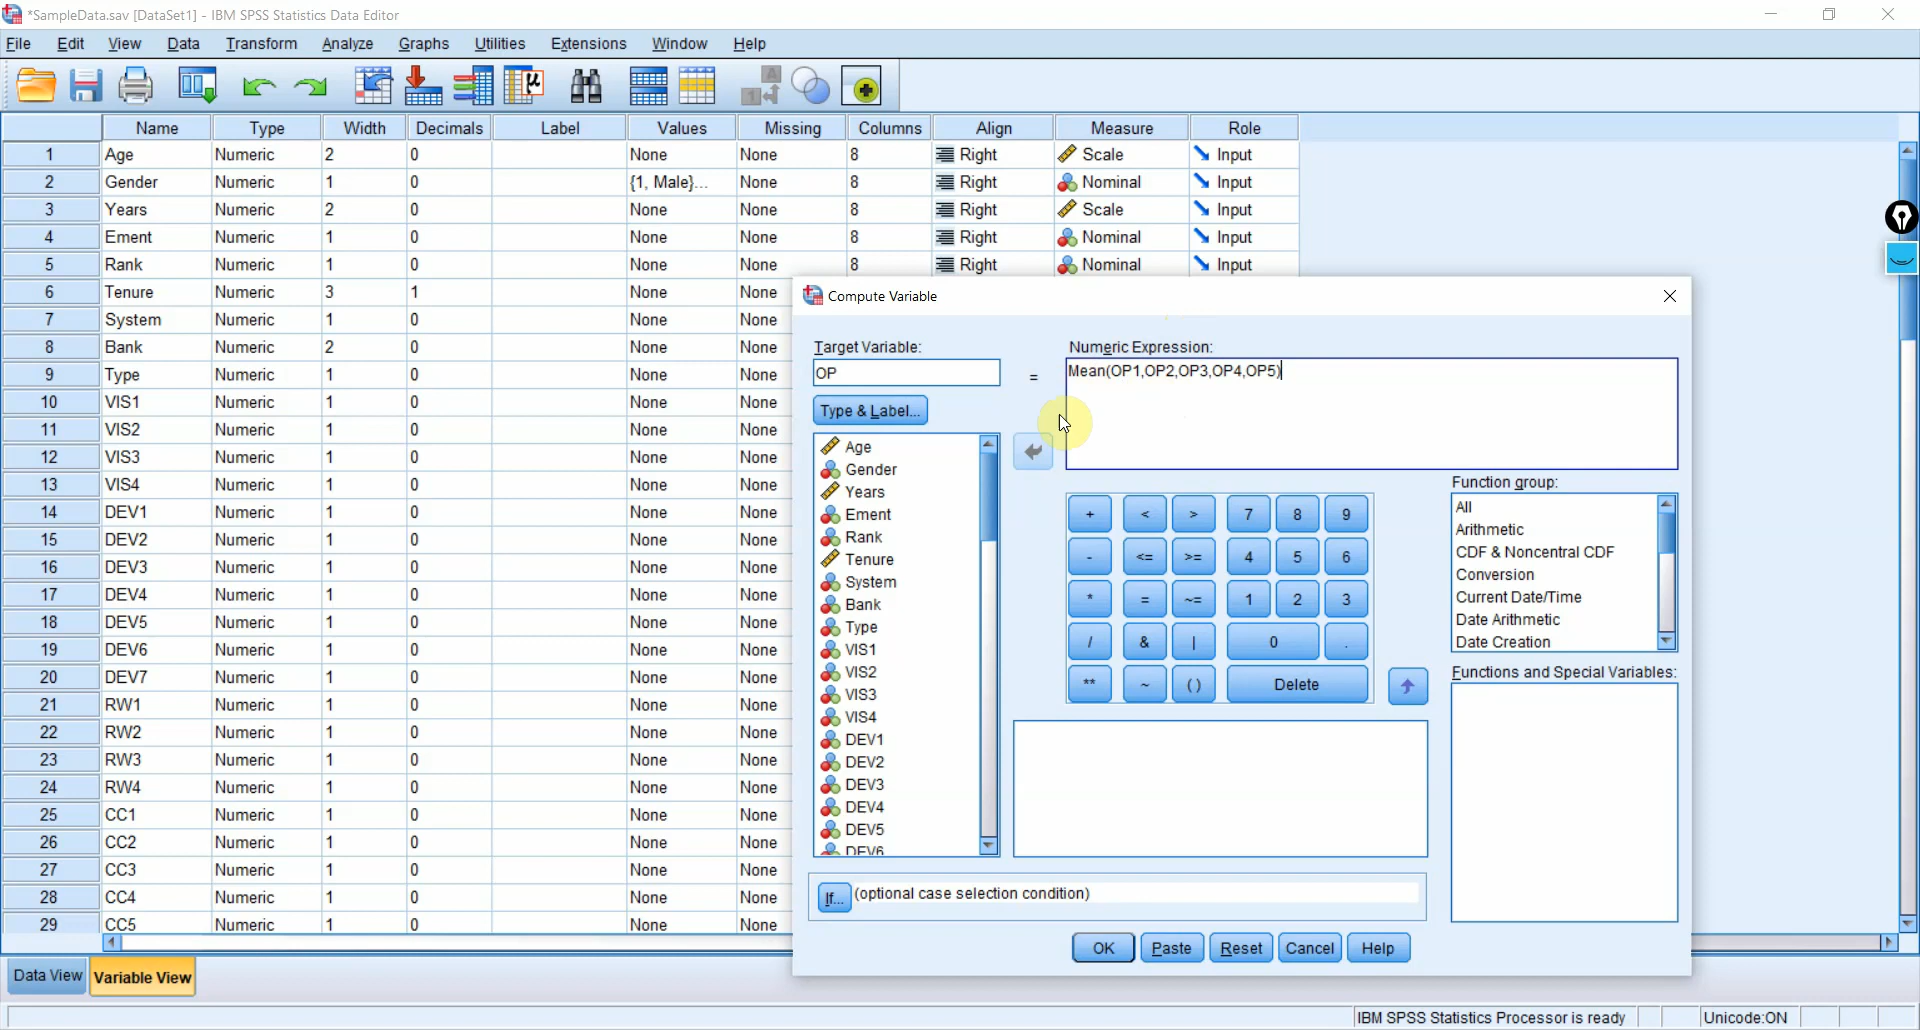 *SampleData.sav [DataSet1] - IBM SPSS Statistics Data Editor
File Edit View Data Transform Analyze Graphs Utilities Extensions Window Help
Name Type Width Decimals Label Values Missing Columns Align Measure Role
1 Age Numeric 2 0 None None 8 Right Scale Input
2 Gender Numeric 1 0 {1, Male}... None 8 Right Nominal Input
3 Years Numeric 2 0 None None 8 Right Scale Input
4 Ement Numeric 1 0 None None 8 Right Nominal Input
5 Rank Numeric 1 0 None None 8 Right Nominal Input
6 Tenure Numeric 3 1 None None
7 System Numeric 1 0 None None
8 Bank Numeric 2 0 None None
9 Type Numeric 1 0 None None
10 VIS1 Numeric 1 0 None None
11 VIS2 Numeric 1 0 None None
12 VIS3 Numeric 1 0 None None
13 VIS4 Numeric 1 0 None None
14 DEV1 Numeric 1 0 None None
15 DEV2 Numeric 1 0 None None
16 DEV3 Numeric 1 0 None None
17 DEV4 Numeric 1 0 None None
18 DEV5 Numeric 1 0 None None
19 DEV6 Numeric 1 0 None None
20 DEV7 Numeric 1 0 None None
21 RW1 Numeric 1 0 None None
22 RW2 Numeric 1 0 None None
23 RW3 Numeric 1 0 None None
24 RW4 Numeric 1 0 None None
25 CC1 Numeric 1 0 None None
26 CC2 Numeric 1 0 None None
27 CC3 Numeric 1 0 None None
28 CC4 Numeric 1 0 None None
29 CC5 Numeric 1 0 None None
Compute Variable
Target Variable:
OP
=
Numeric Expression:
Mean(OP1,OP2,OP3,OP4,OP5)
Type & Label...
Age
Gender
Years
Ement
Rank
Tenure
System
Bank
Type
VIS1
VIS2
VIS3
VIS4
DEV1
DEV2
DEV3
DEV4
DEV5
DEV6
+ < > 7 8 9
- <= >= 4 5 6
* = ~= 1 2 3
/ & | 0 .
** ~ ( ) Delete
Function group:
All
Arithmetic
CDF & Noncentral CDF
Conversion
Current Date/Time
Date Arithmetic
Date Creation
Functions and Special Variables:
If... (optional case selection condition)
OK Paste Reset Cancel Help
Data View Variable View
IBM SPSS Statistics Processor is ready Unicode:ON